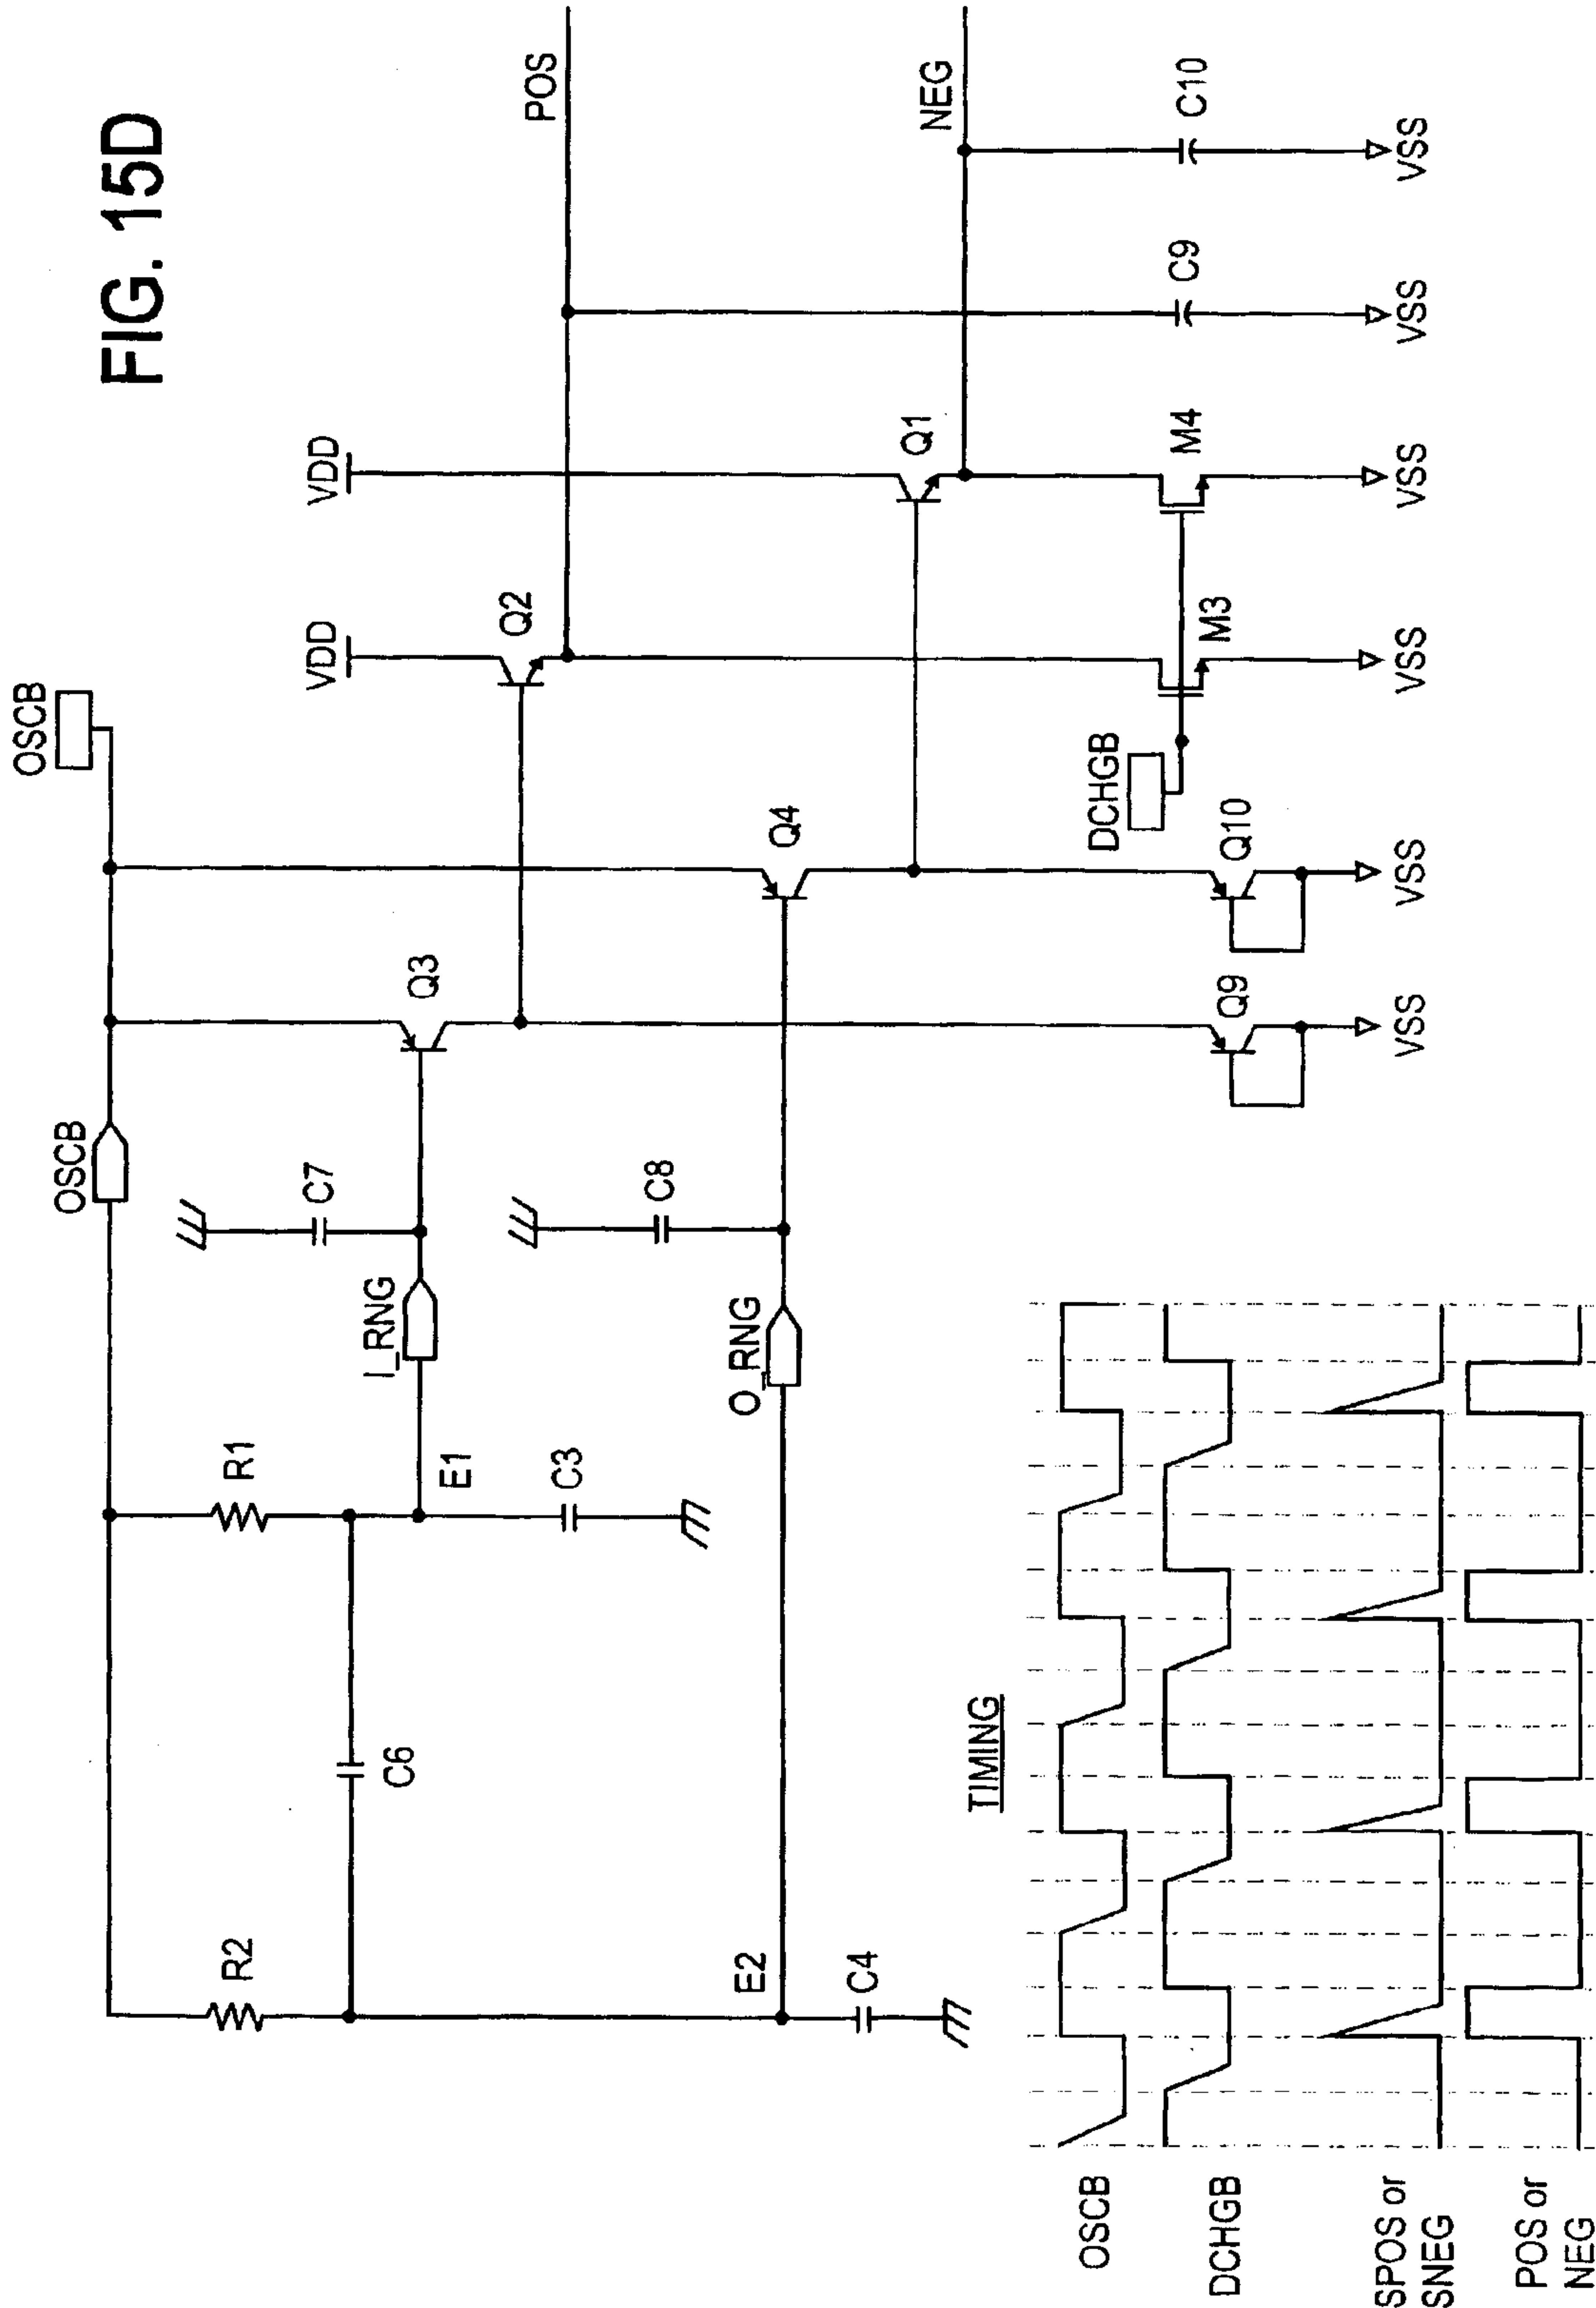 FIG. 15D
OSCB
OSCB
VDD
VDD
POS
R2
R1
C7
Q3
Q2
I_RNG
E1
C6
C3
C8
Q4
Q1
NEG
O_RNG
E2
C4
DCHGB
M3
M4
C9
C10
Q9
Q10
VSS
VSS
VSS
VSS
VSS
VSS
TIMING
OSCB
DCHGB
SPOS or
SNEG
POS or
NEG